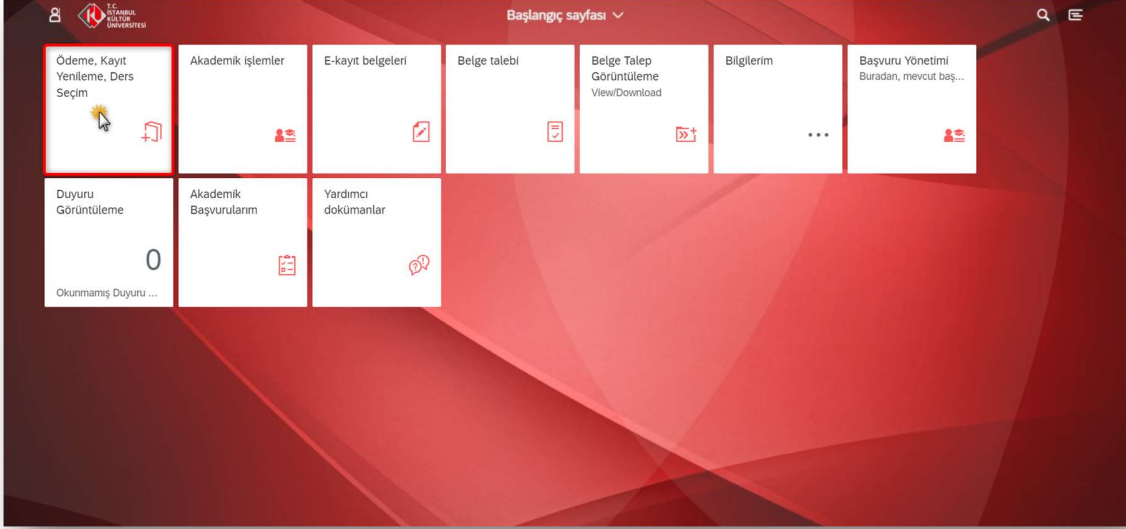 T.C.
İSTANBUL
KÜLTÜR
ÜNİVERSİTESİ
Başlangıç sayfası
Ödeme, Kayıt
Yenileme, Ders
Seçim
Akademik işlemler
E-kayıt belgeleri
Belge talebi
Belge Talep
Görüntüleme
View/Download
Bilgilerim
Başvuru Yönetimi
Buradan, mevcut baş...
Duyuru
Görüntüleme
0
Okunmamış Duyuru ...
Akademik
Başvurularım
Yardımcı
dokümanlar